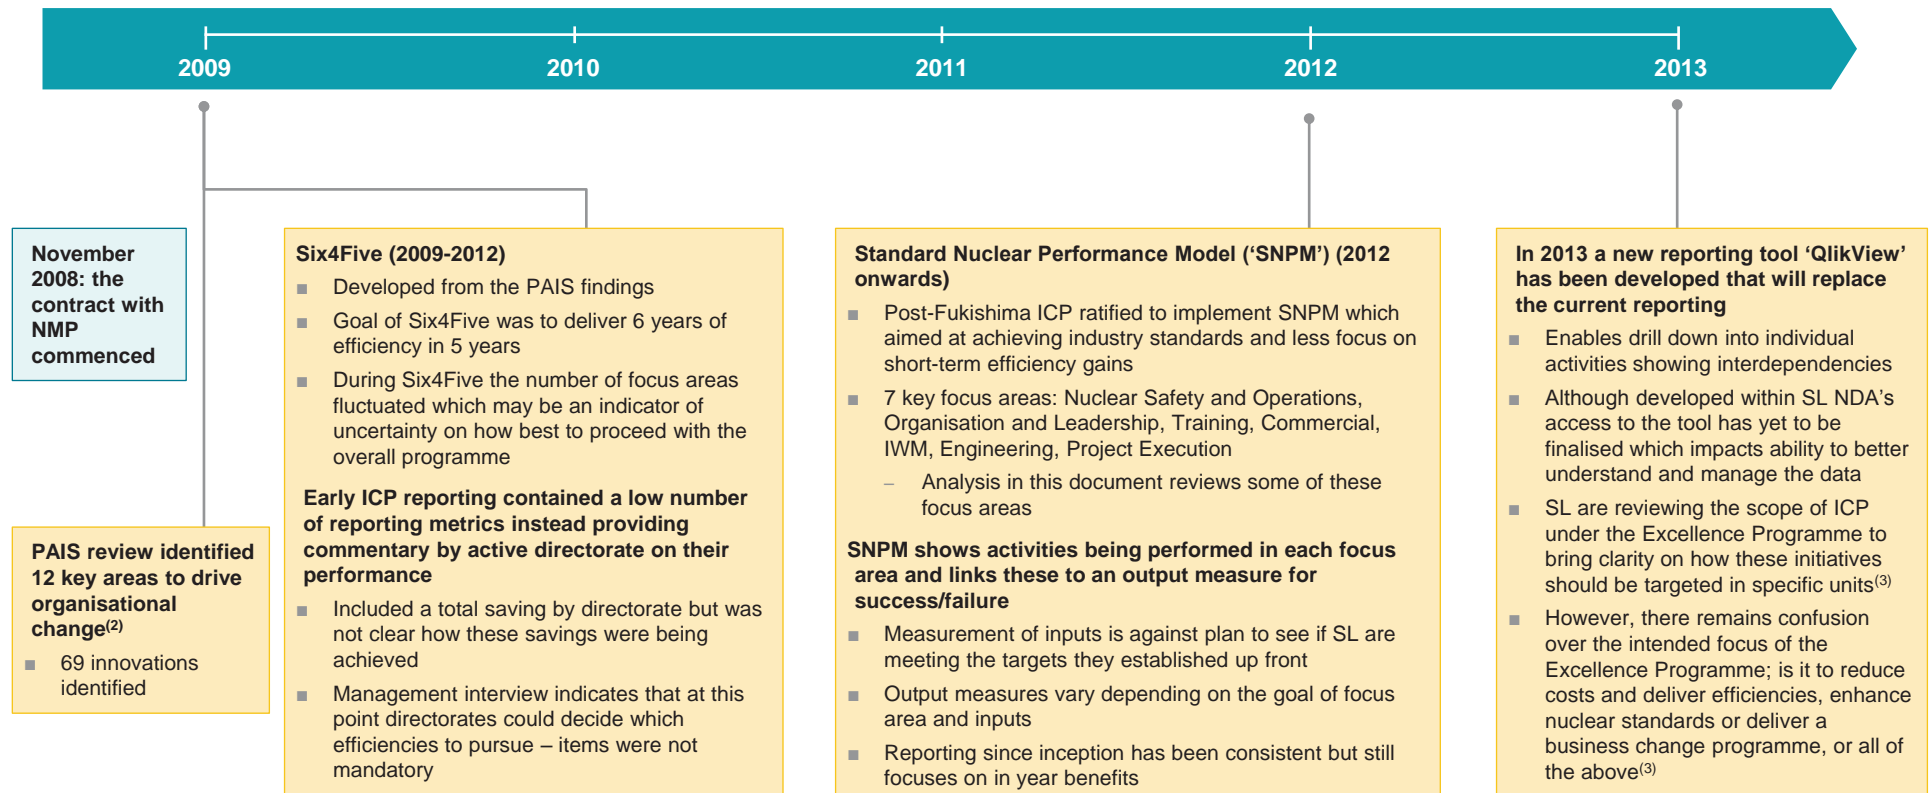 2009
2010
2011
2012
2013
November
2008: the
contract with
NMP
commenced
PAIS review identified
12 key areas to drive
organisational
change(2)
■ 69 innovations
identified
Six4Five (2009-2012)
■ Developed from the PAIS findings
■ Goal of Six4Five was to deliver 6 years of
efficiency in 5 years
■ During Six4Five the number of focus areas
fluctuated which may be an indicator of
uncertainty on how best to proceed with the
overall programme
Early ICP reporting contained a low number
of reporting metrics instead providing
commentary by active directorate on their
performance
■ Included a total saving by directorate but was
not clear how these savings were being
achieved
■ Management interview indicates that at this
point directorates could decide which
efficiencies to pursue – items were not
mandatory
Standard Nuclear Performance Model (‘SNPM’) (2012
onwards)
■ Post-Fukishima ICP ratified to implement SNPM which
aimed at achieving industry standards and less focus on
short-term efficiency gains
■ 7 key focus areas: Nuclear Safety and Operations,
Organisation and Leadership, Training, Commercial,
IWM, Engineering, Project Execution
– Analysis in this document reviews some of these
focus areas
SNPM shows activities being performed in each focus
area and links these to an output measure for
success/failure
■ Measurement of inputs is against plan to see if SL are
meeting the targets they established up front
■ Output measures vary depending on the goal of focus
area and inputs
■ Reporting since inception has been consistent but still
focuses on in year benefits
In 2013 a new reporting tool ‘QlikView’
has been developed that will replace
the current reporting
■ Enables drill down into individual
activities showing interdependencies
■ Although developed within SL NDA’s
access to the tool has yet to be
finalised which impacts ability to better
understand and manage the data
■ SL are reviewing the scope of ICP
under the Excellence Programme to
bring clarity on how these initiatives
should be targeted in specific units(3)
■ However, there remains confusion
over the intended focus of the
Excellence Programme; is it to reduce
costs and deliver efficiencies, enhance
nuclear standards or deliver a
business change programme, or all of
the above(3)